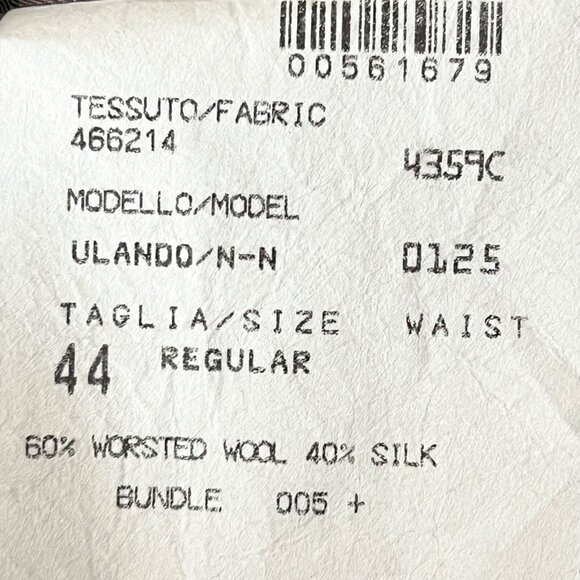 00561679
TESSUTO/FABRIC
466214
4359C
MODELLO/MODEL
ULANDO/N-N 0125
TAGLIA/SIZE WAIST
44 REGULAR
60% WORSTED WOOL 40% SILK
BUNDLE 005 +